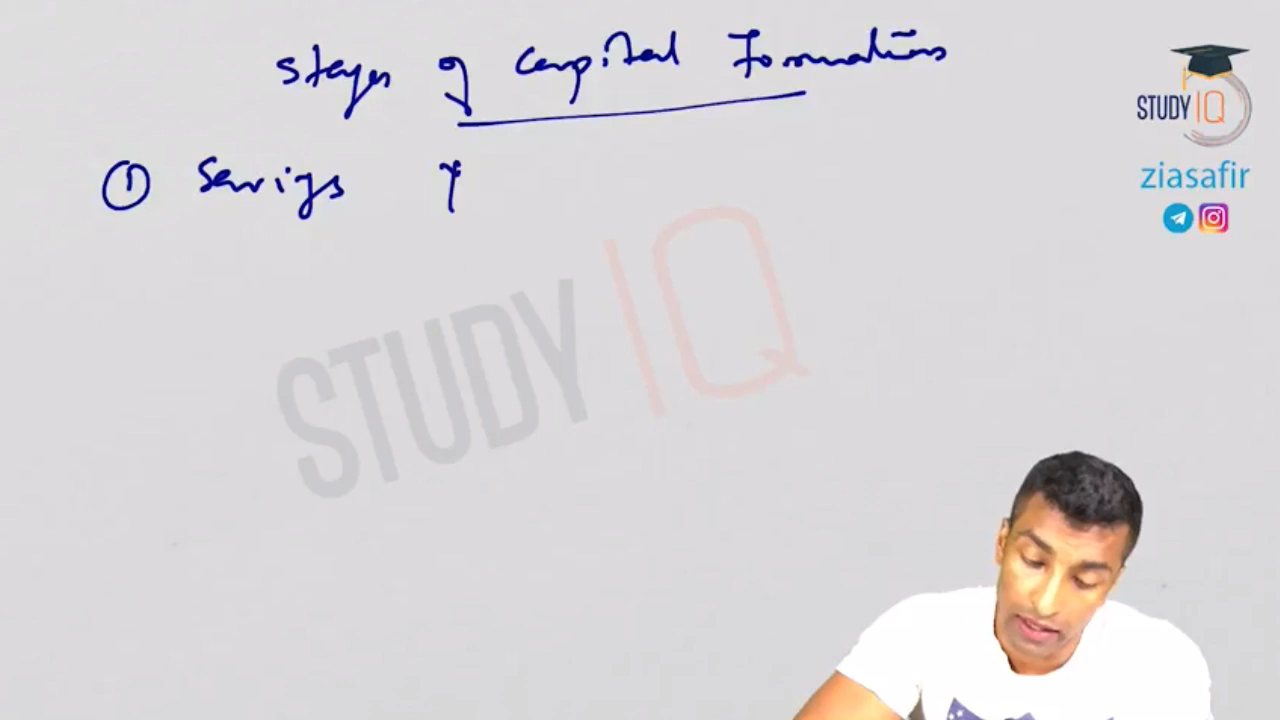 Stages of Capital Formation
① Savings Y
STUDY IQ
ziasafir
STUDY IQ